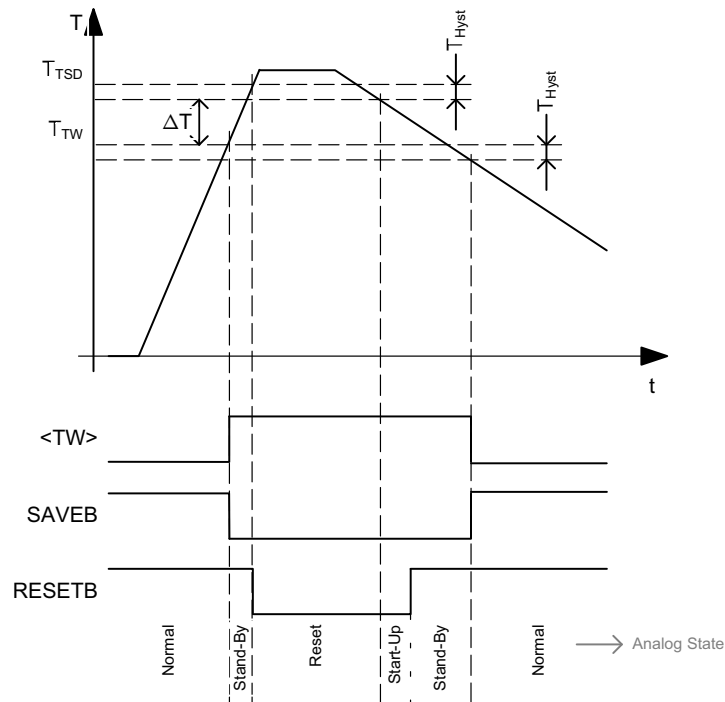 T
THyst
TTSD
THyst
ΔT
TTW
t
<TW>
SAVEB
RESETB
Normal
Stand-By
Reset
Start-Up
Stand-By
Normal
Analog State